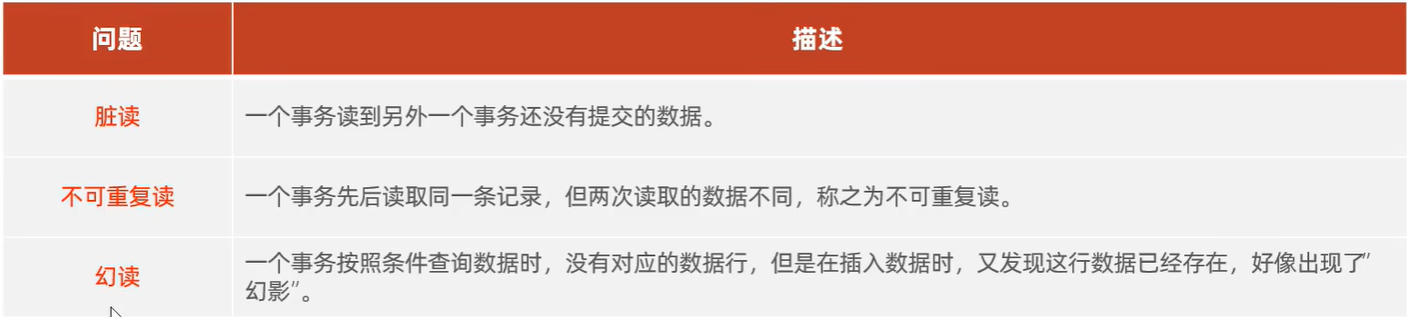 问题 描述
脏读 一个事务读到另外一个事务还没有提交的数据。
不可重复读 一个事务先后读取同一条记录，但两次读取的数据不同，称之为不可重复读。
幻读 一个事务按照条件查询数据时，没有对应的数据行，但是在插入数据时，又发现这行数据已经存在，好像出现了"
幻影"。